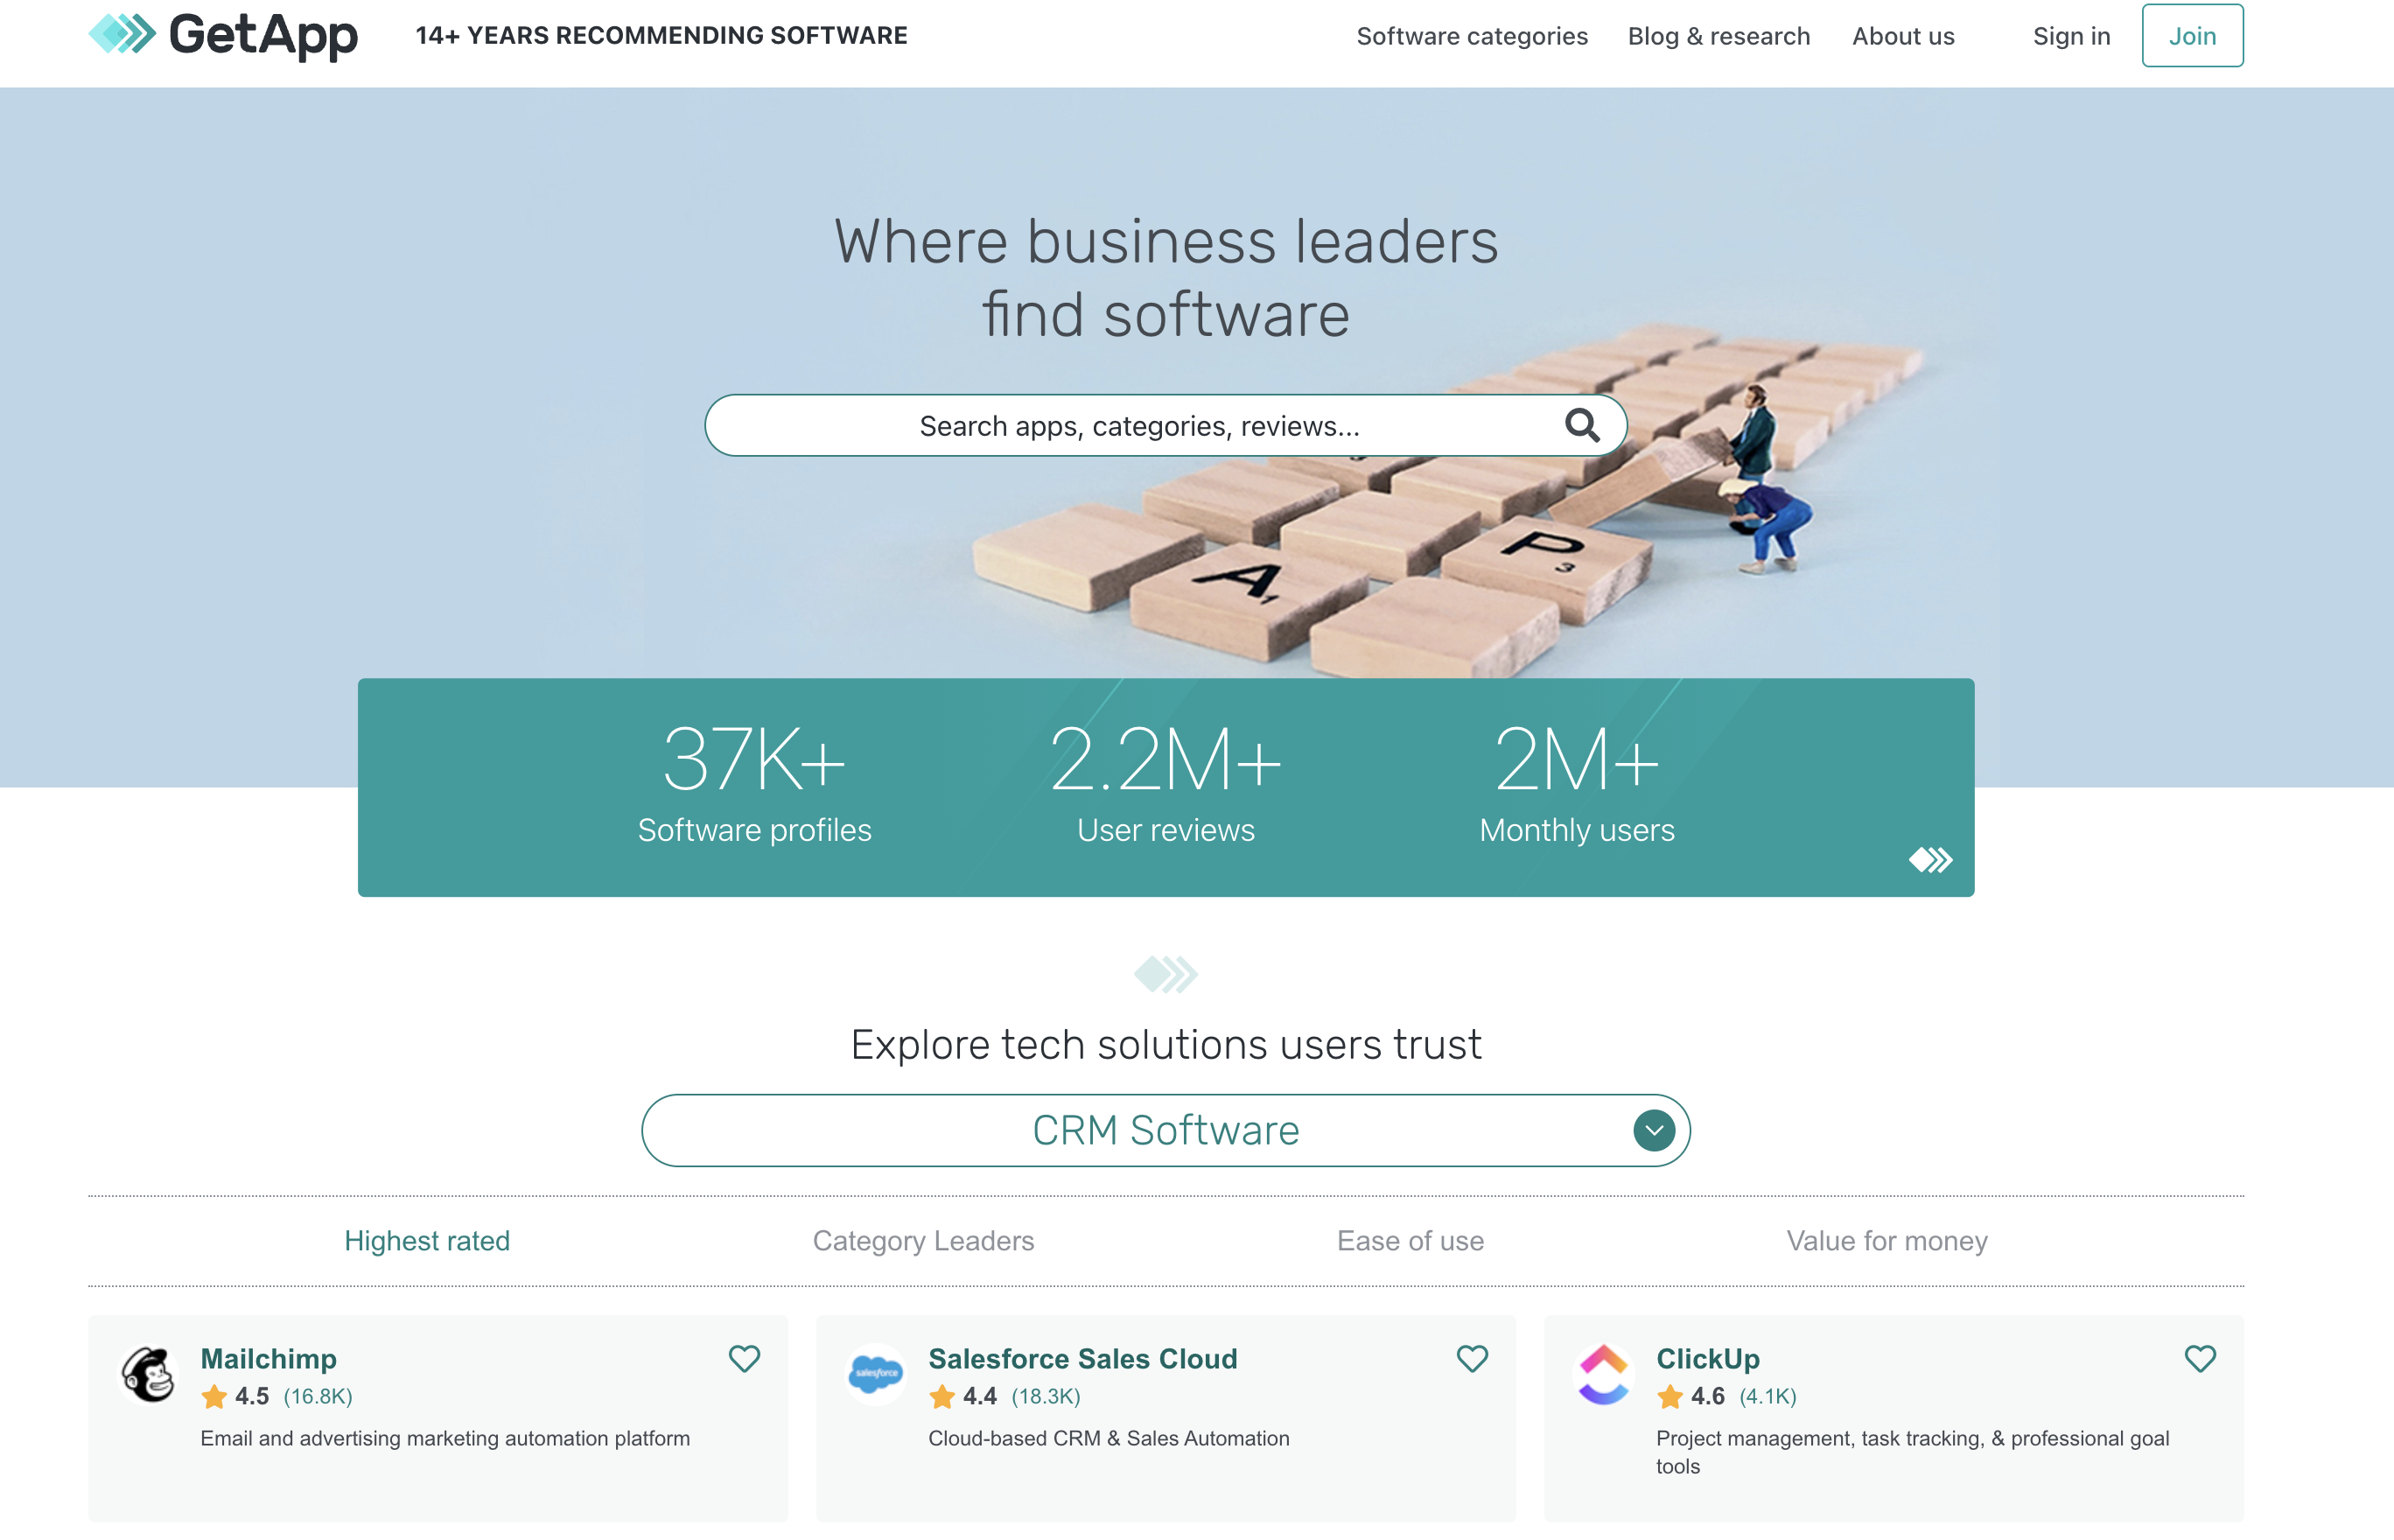 GetApp
14+ YEARS RECOMMENDING SOFTWARE
Software categories
Blog & research
About us
Sign in
Join
Where business leaders
find software
Search apps, categories, reviews...
A1
P3
37K+
Software profiles
2.2M+
User reviews
2M+
Monthly users
Explore tech solutions users trust
CRM Software
Highest rated
Category Leaders
Ease of use
Value for money
Mailchimp
4.5 (16.8K)
Email and advertising marketing automation platform
salesforce
Salesforce Sales Cloud
4.4 (18.3K)
Cloud-based CRM & Sales Automation
ClickUp
4.6 (4.1K)
Project management, task tracking, & professional goal
tools